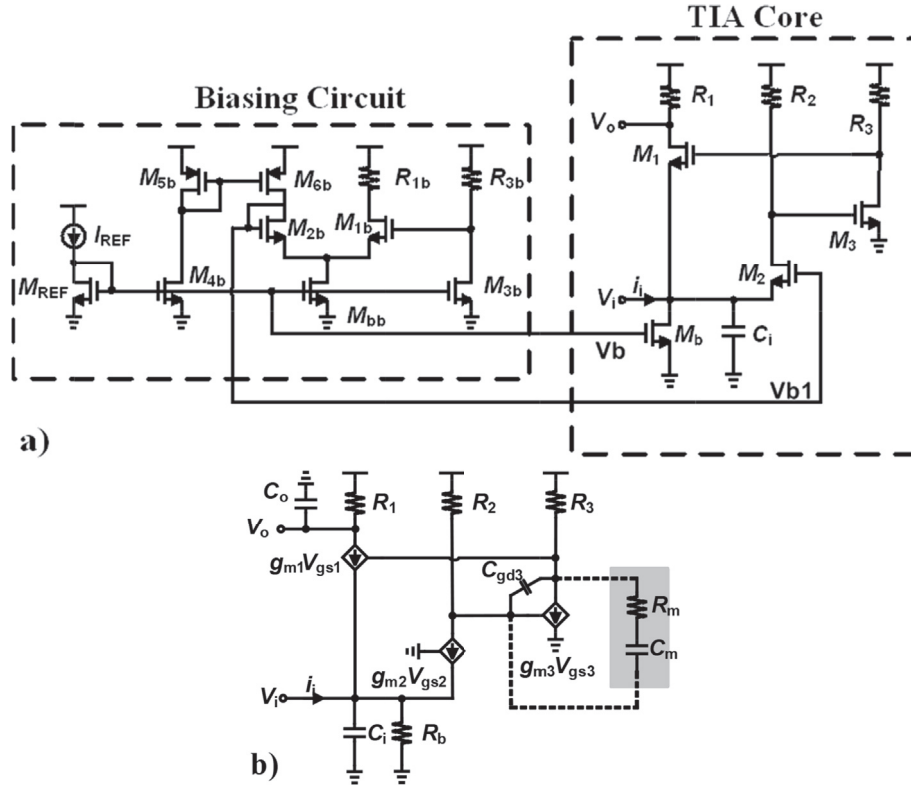 TIA Core
Biasing Circuit
R1 R2 R3
Vo
M1
M5b M6b R1b R3b
IREF
M2b M1b
M3
MREF M4b Mbb M3b
M2
Vi ii
Vb Mb Ci
Vb1
a)
Co R1 R2 R3
Vo
gm1Vgs1
Cgd3
Rm
Cm
gm2Vgs2 gm3Vgs3
Vi ii
Ci Rb
b)